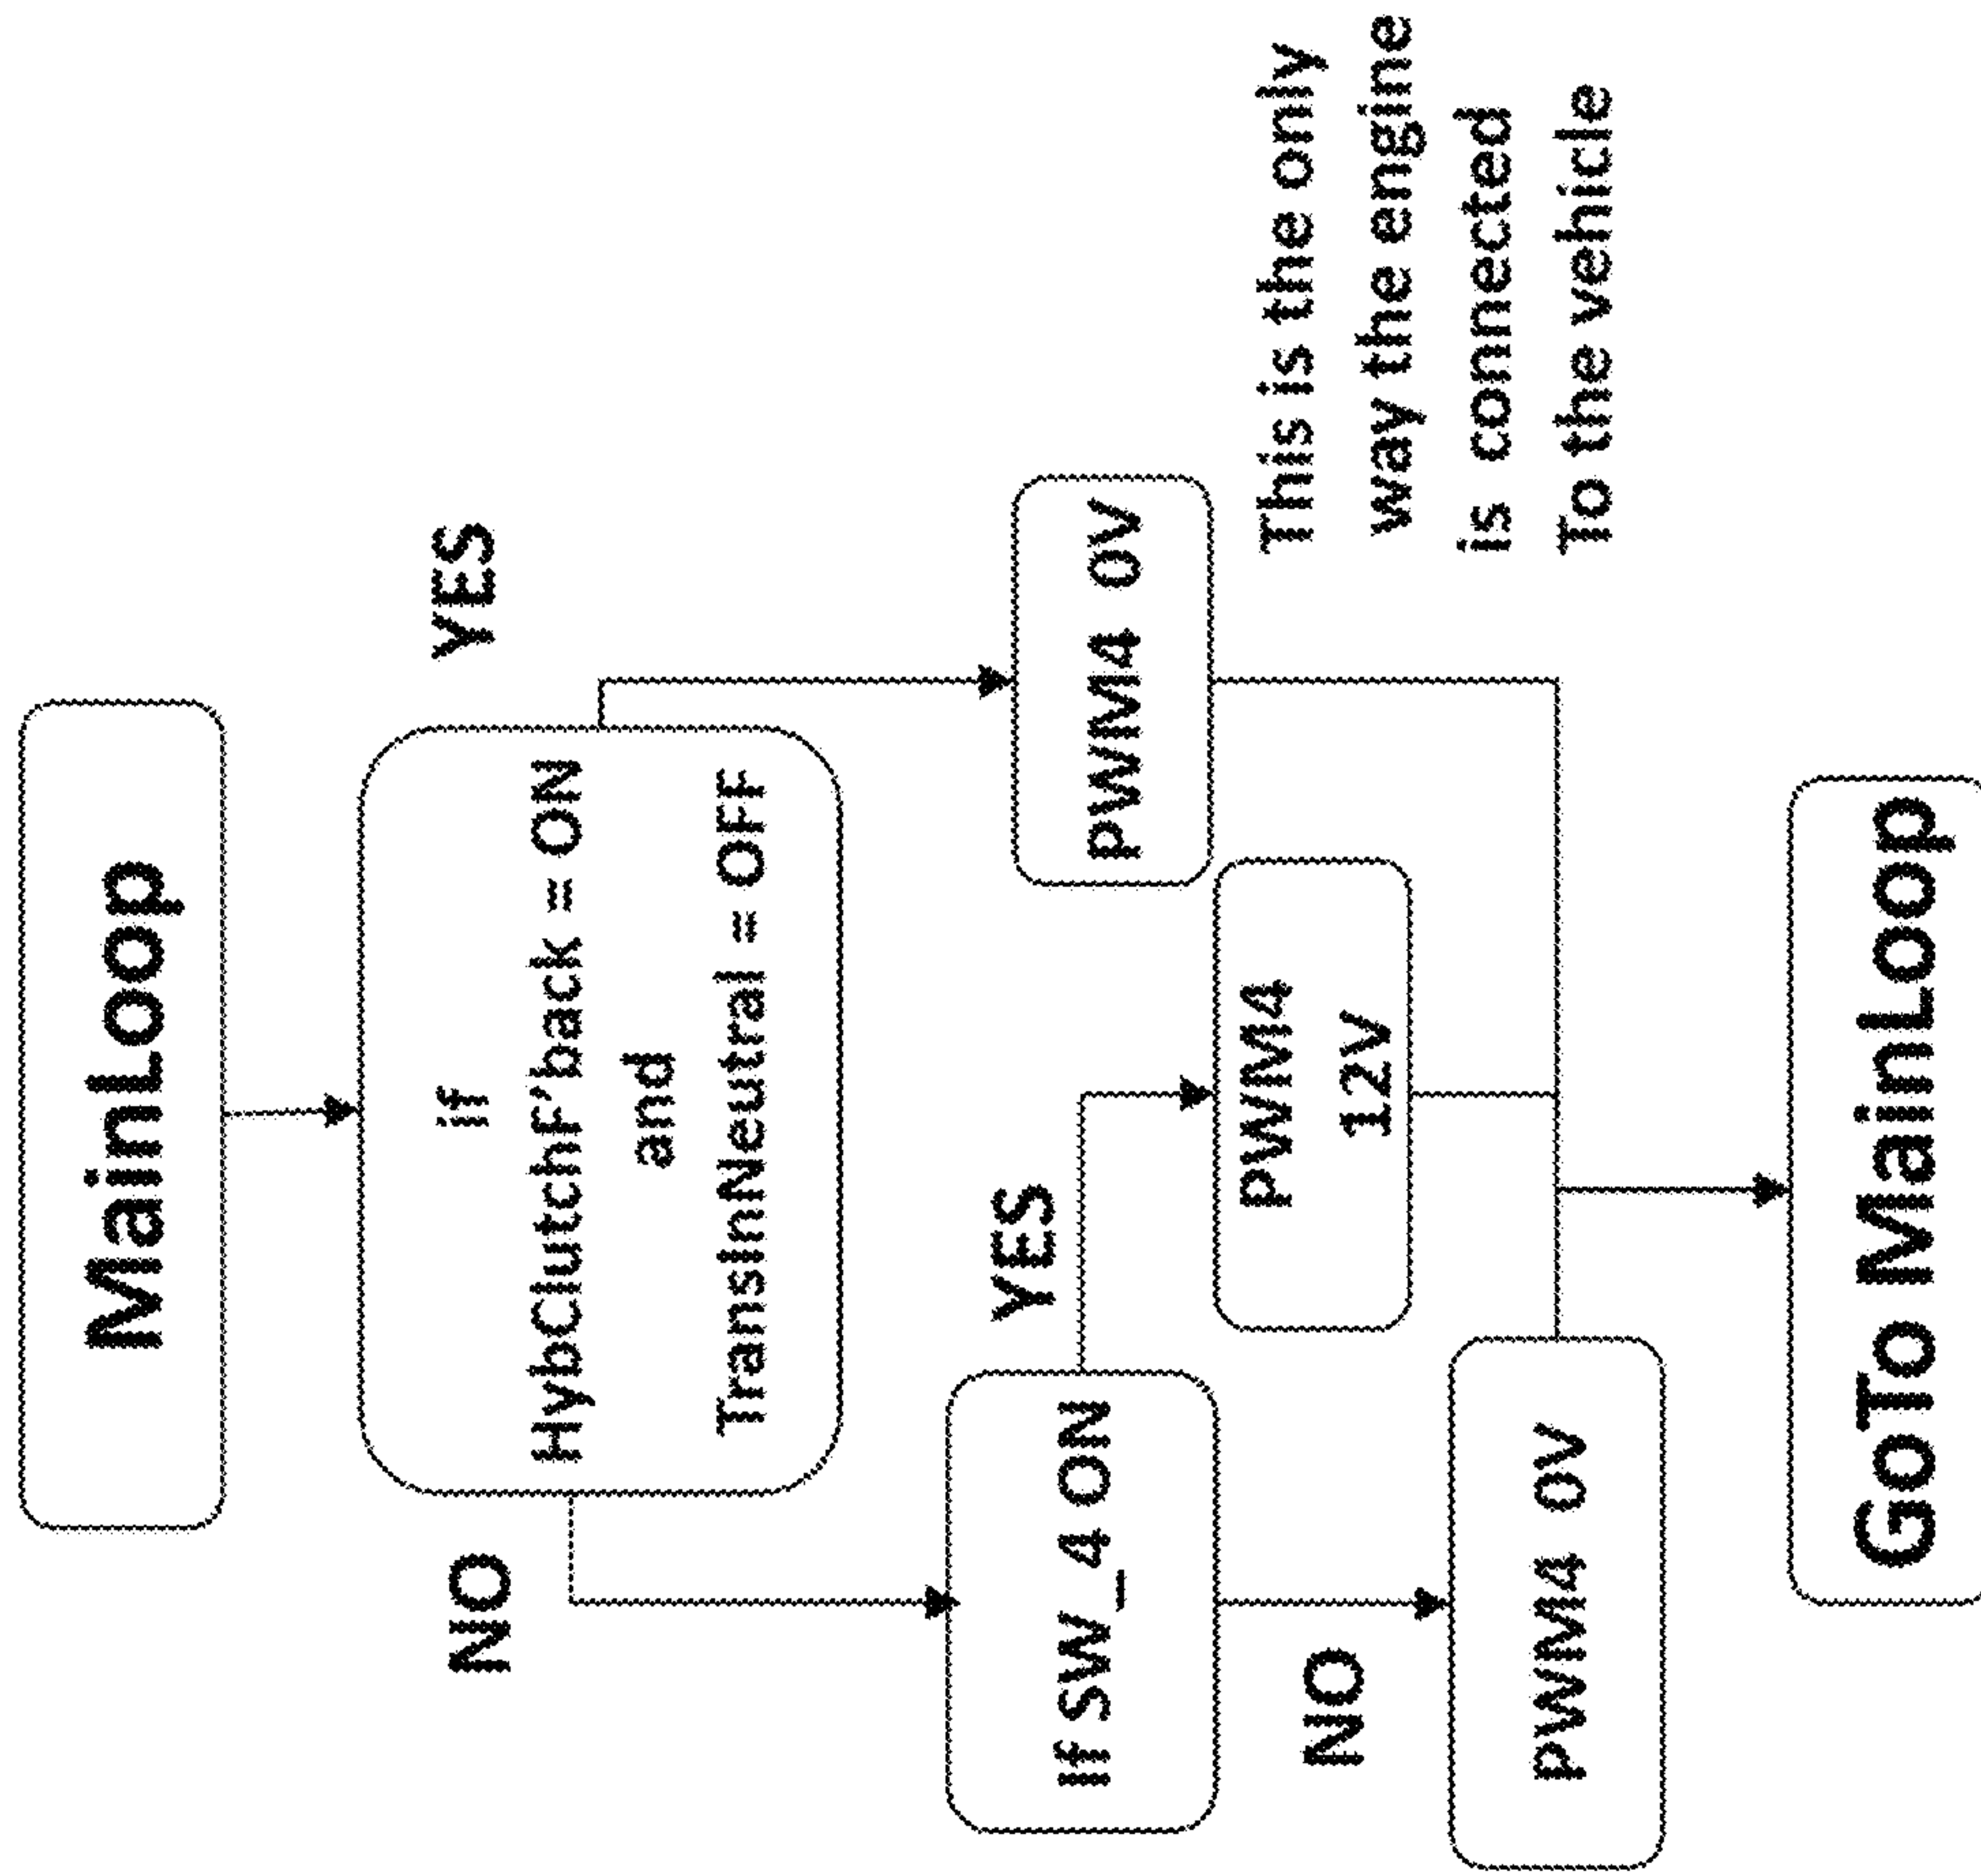 MainLoop
if
HybClutchF'back = ON
and
TransInNeutral = OFF
NO
YES
If SW_4 ON
YES
PWM4 0V
NO
PWM4
12V
This is the only
way the engine
is connected
To the vehicle
PWM4 0V
GoTo MainLoop